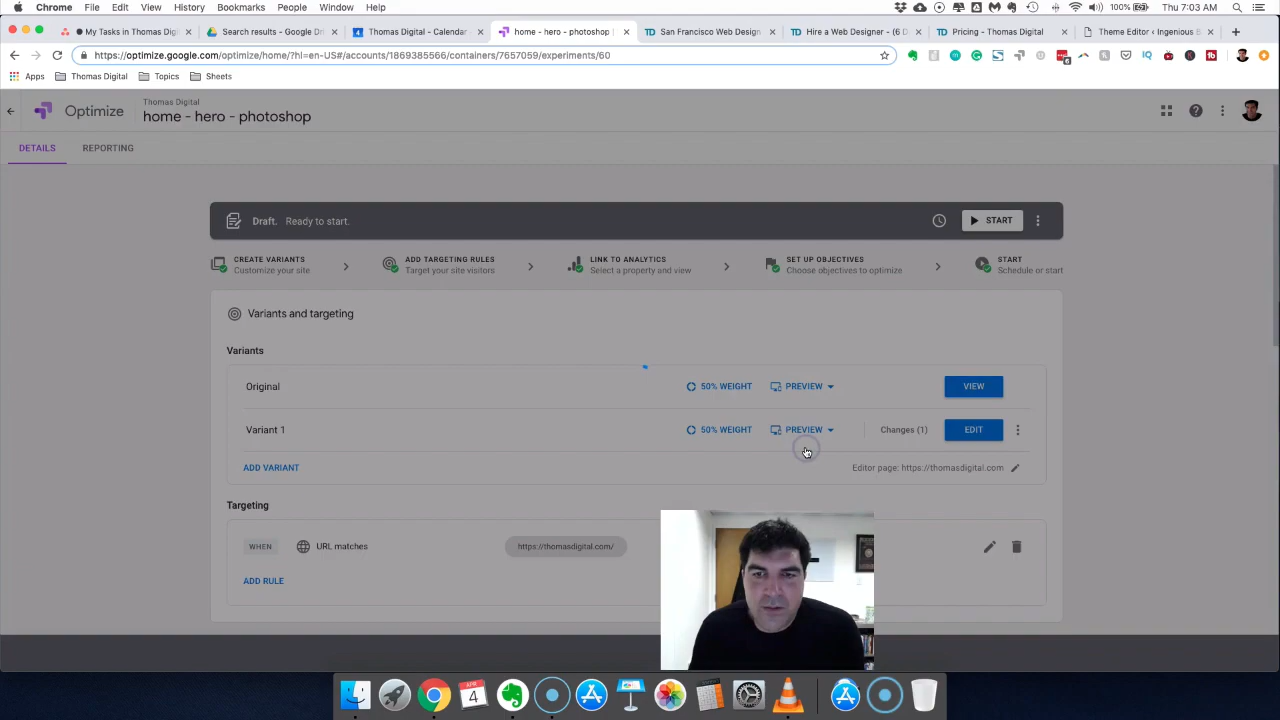 Chrome File Edit View History Bookmarks People Window Help 100% Thu 7:03 AM
My Tasks in Thomas Dig Search results - Google Dr Thomas Digital - Calendar home - hero - photoshop San Francisco Web Design Hire a Web Designer - (6 D Pricing - Thomas Digital Theme Editor ‹ Ingenious B
https://optimize.google.com/optimize/home/?hl=en-US#/accounts/1869385566/containers/7657059/experiments/60
Apps Thomas Digital Topics Sheets
Thomas Digital
Optimize home - hero - photoshop
DETAILS REPORTING
Draft. Ready to start. START
CREATE VARIANTS ADD TARGETING RULES LINK TO ANALYTICS SET UP OBJECTIVES START
Customize your site Target your site visitors Select a property and view Choose objectives to optimize Schedule or start
Variants and targeting
Variants
Original 50% WEIGHT PREVIEW VIEW
Variant 1 50% WEIGHT PREVIEW Changes (1) EDIT
ADD VARIANT Editor page: https://thomasdigital.com
Targeting
WHEN URL matches https://thomasdigital.com/
ADD RULE
APR
4